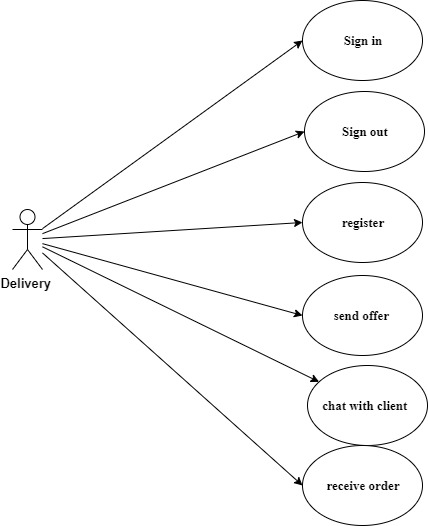 Sign in
Sign out
register
Delivery
send offer
chat with client
receive order